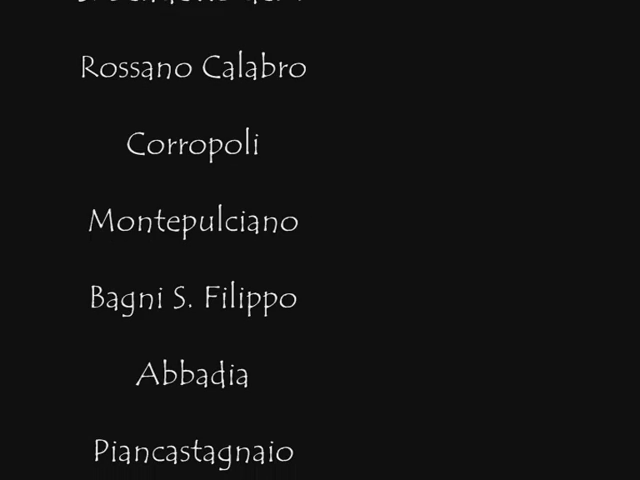 Rossano Calabro
Corropoli
Montepulciano
Bagni S. Filippo
Abbadia
Piancastagnaio